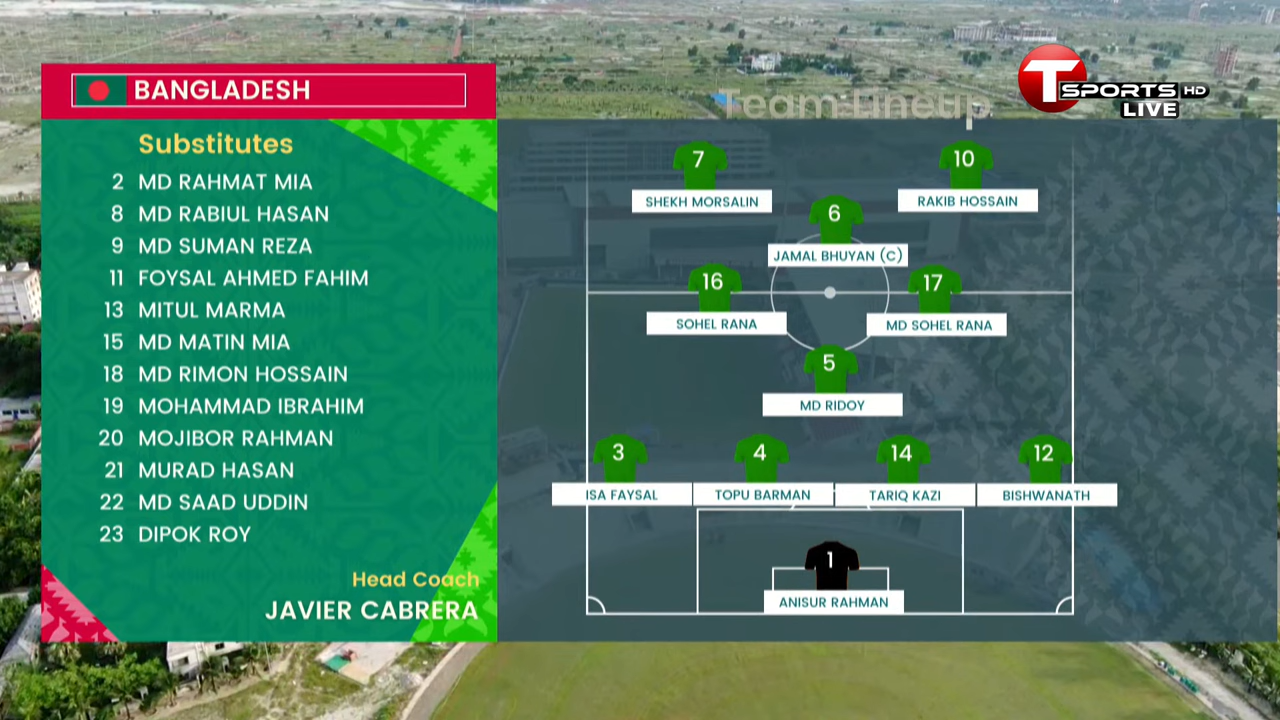 BANGLADESH
Substitutes
2 MD RAHMAT MIA
8 MD RABIUL HASAN
9 MD SUMAN REZA
11 FOYSAL AHMED FAHIM
13 MITUL MARMA
15 MD MATIN MIA
18 MD RIMON HOSSAIN
19 MOHAMMAD IBRAHIM
20 MOJIBOR RAHMAN
21 MURAD HASAN
22 MD SAAD UDDIN
23 DIPOK ROY
Head Coach
JAVIER CABRERA
Team Lineup
T SPORTS HD
LIVE
7
SHEKH MORSALIN
10
RAKIB HOSSAIN
6
JAMAL BHUYAN (C)
16
SOHEL RANA
17
MD SOHEL RANA
5
MD RIDOY
3
ISA FAYSAL
4
TOPU BARMAN
14
TARIQ KAZI
12
BISHWANATH
1
ANISUR RAHMAN